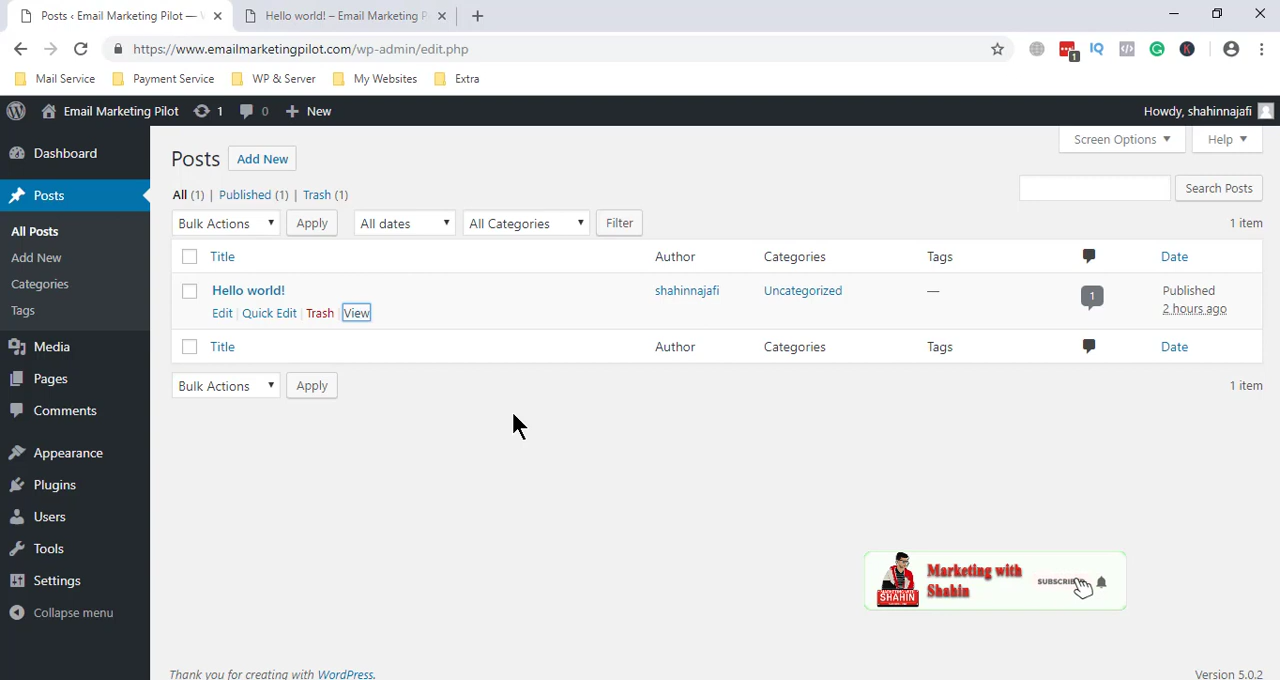 Posts ‹ Email Marketing Pilot —
Hello world! – Email Marketing P
https://www.emailmarketingpilot.com/wp-admin/edit.php
1
IQ
K
Mail Service
Payment Service
WP & Server
My Websites
Extra
Email Marketing Pilot
1
0
New
Howdy, shahinnajafi
Dashboard
Posts
All Posts
Add New
Categories
Tags
Media
Pages
Comments
Appearance
Plugins
Users
Tools
Settings
Collapse menu
Screen Options
Help
Posts Add New
All (1) | Published (1) | Trash (1)
Search Posts
Bulk Actions Apply All dates All Categories Filter 1 item
Title Author Categories Tags Date
Hello world! shahinnajafi Uncategorized — 1 Published
Edit | Quick Edit | Trash | View 2 hours ago
Title Author Categories Tags Date
Bulk Actions Apply 1 item
Marketing with
Shahin
MARKETING WITH
SHAHIN
Thank you for creating with WordPress.
Version 5.0.2